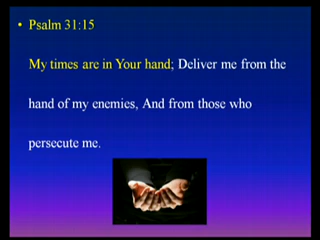 • Psalm 31:15
My times are in Your hand; Deliver me from the
hand of my enemies, And from those who
persecute me.